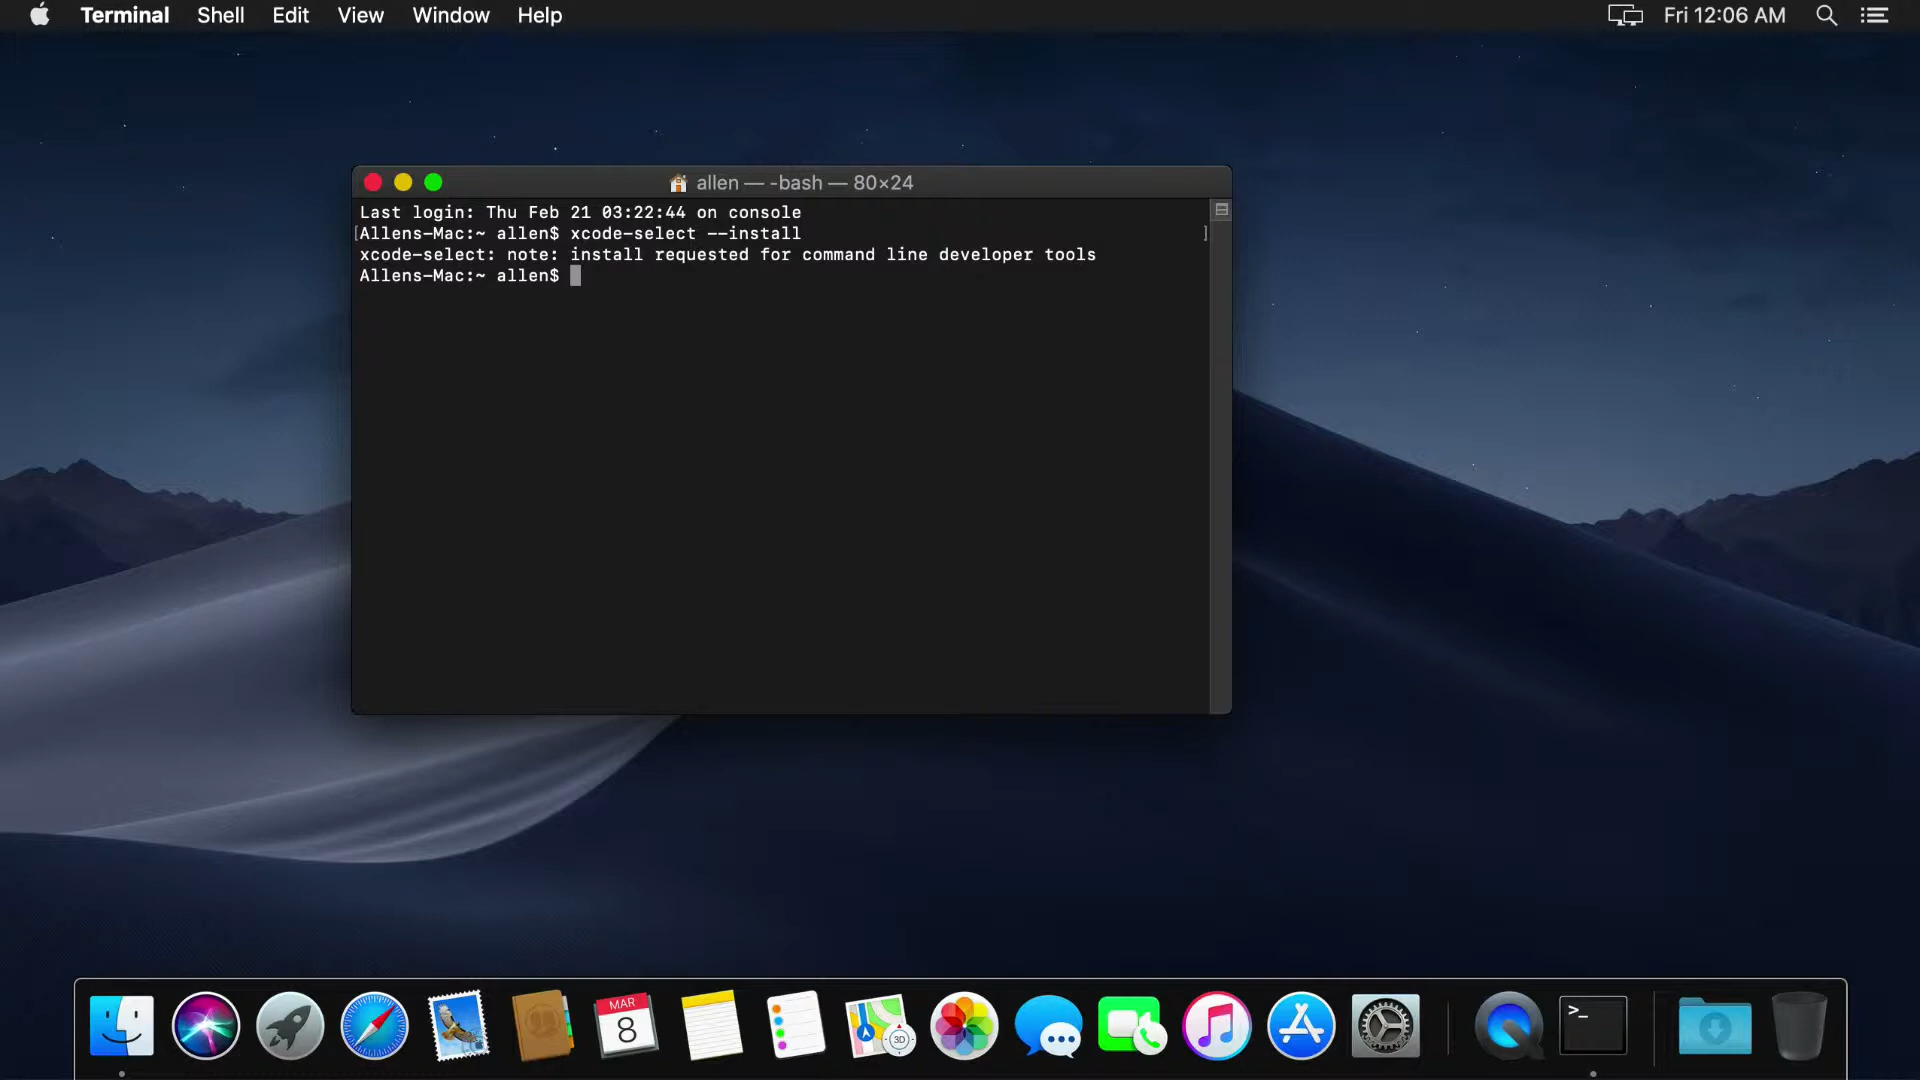 Terminal Shell Edit View Window Help Fri 12:06 AM
allen — -bash — 80×24
Last login: Thu Feb 21 03:22:44 on console
[Allens-Mac:~ allen$ xcode-select --install ]
xcode-select: note: install requested for command line developer tools
Allens-Mac:~ allen$
MAR
8
3D
>_